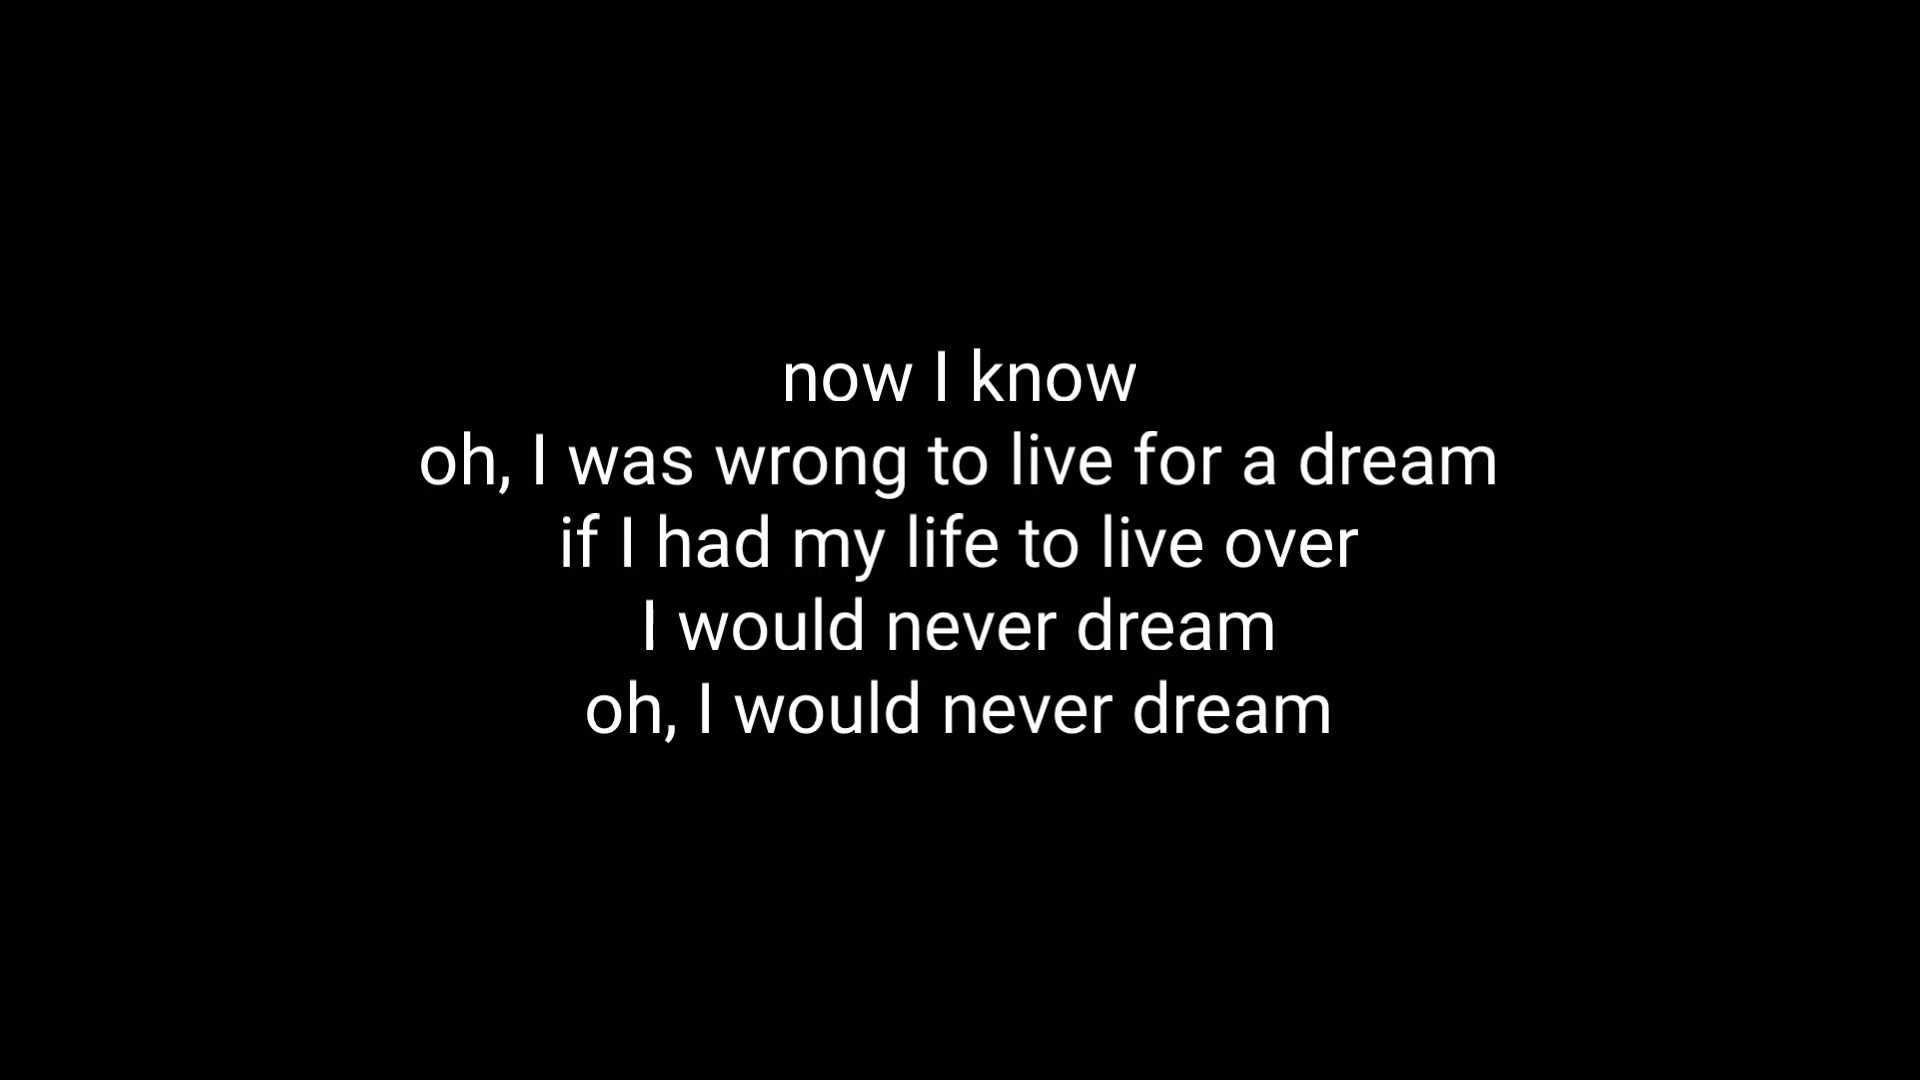 now I know
oh, I was wrong to live for a dream
if I had my life to live over
I would never dream
oh, I would never dream